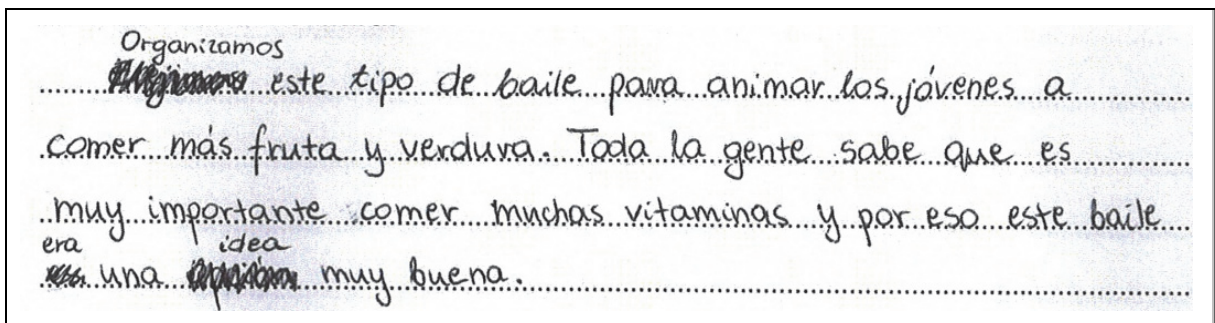 Organizamos
este tipo de baile para animar los jóvenes a
comer más fruta y verdura. Toda la gente sabe que es
muy importante comer muchas vitaminas y por eso este baile
era idea
una muy buena.